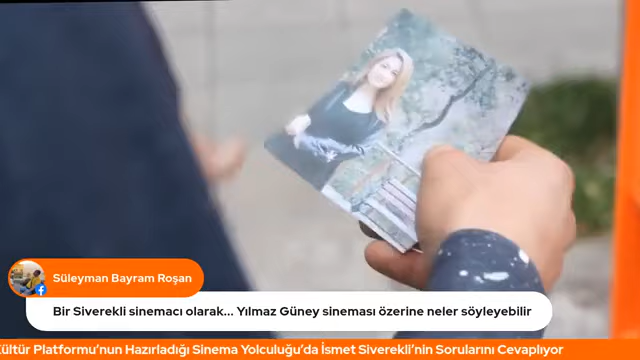 Süleyman Bayram Roşan
Bir Siverekli sinemacı olarak... Yılmaz Güney sineması özerine neler söyleyebilir
Kültür Platformu'nun Hazırladığı Sinema Yolculuğu'da İsmet Siverekli'nin Sorularını Cevaplıyor